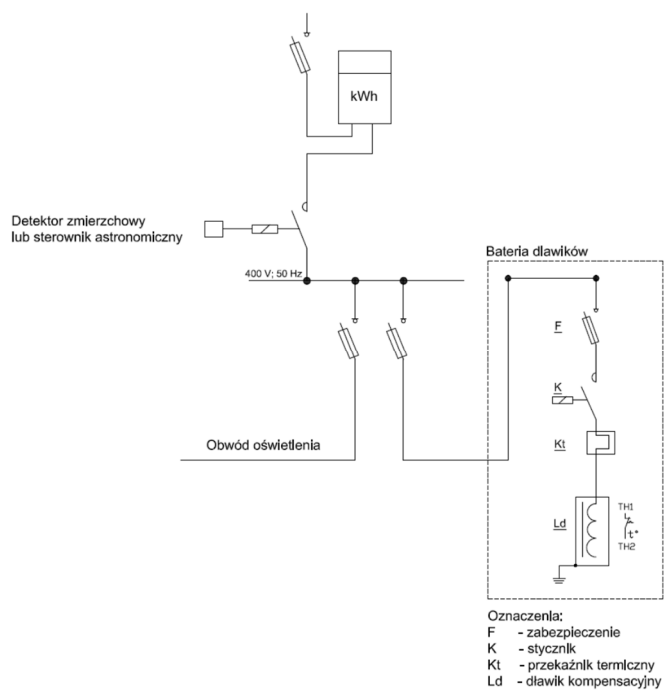 kWh
Detektor zmierzchowy
lub sterownik astronomiczny
400 V; 50 Hz
Bateria dlawików
F
K
Kt
Obwód oświetlenia
Ld
TH1
t°
TH2
Oznaczenia:
F - zabezpieczenie
K - stycznik
Kt - przekaźnik termiczny
Ld - dławik kompensacyjny